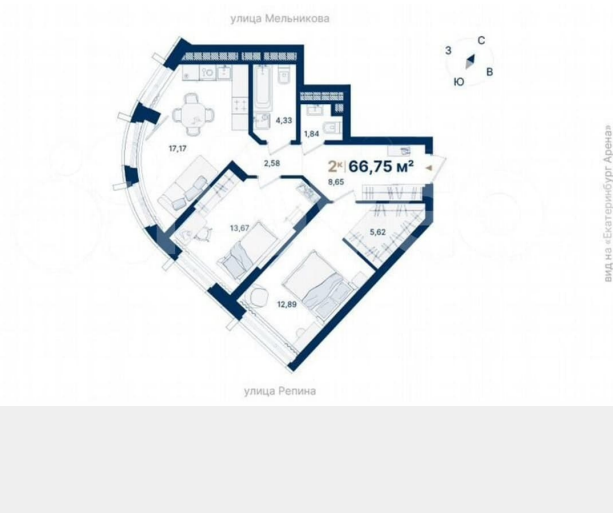 улица Мельникова
С
З
В
Ю
4,33
1,84
17,17
2,58
2к 66,75 м²
8,65
13,67
5,62
12,89
вид на «Екатеринбург Арена»
улица Репина